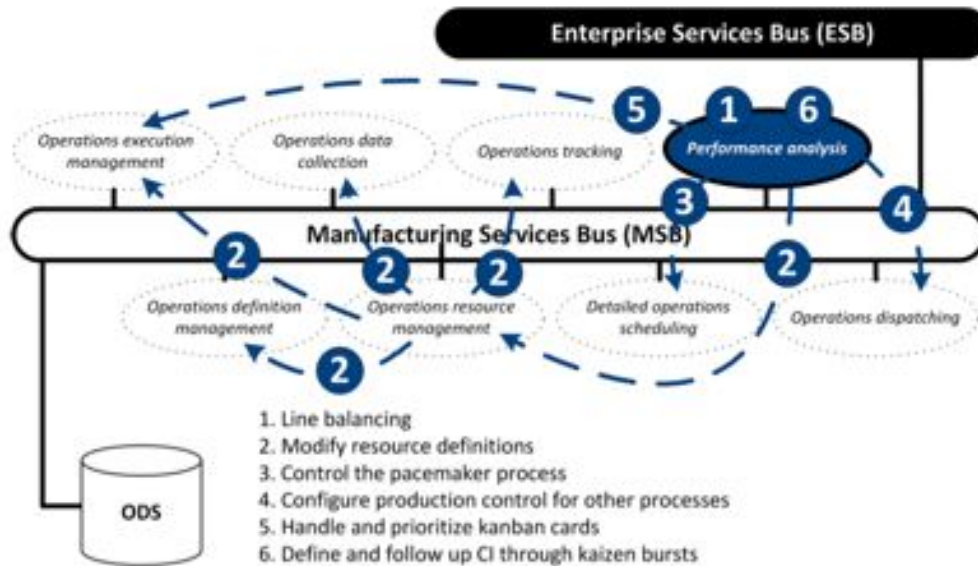 Enterprise Services Bus (ESB)
5
1
6
Operations execution
management
Operations data
collection
Operations tracking
Performance analysis
3
4
Manufacturing Services Bus (MSB)
2
2
2
2
Operations definition
management
Operations resource
management
Detailed operations
scheduling
Operations dispatching
2
1. Line balancing
2. Modify resource definitions
3. Control the pacemaker process
4. Configure production control for other processes
5. Handle and prioritize kanban cards
6. Define and follow up CI through kaizen bursts
ODS